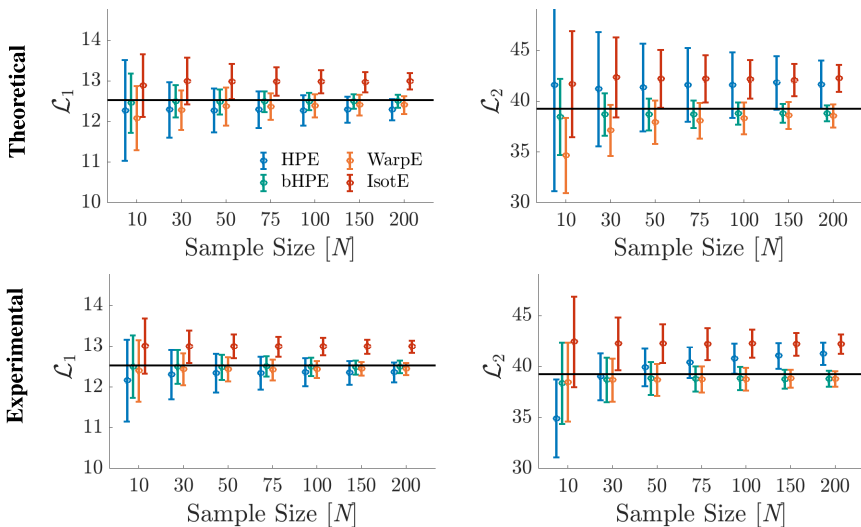 Theoretical
14
13
12
11
10
ℒ₁
HPE
WarpE
bHPE
IsotE
10 30 50 75 100 150 200
Sample Size [N]
45
40
35
30
ℒ₂
10 30 50 75 100 150 200
Sample Size [N]
Experimental
14
13
12
11
10
ℒ₁
10 30 50 75 100 150 200
Sample Size [N]
45
40
35
30
ℒ₂
10 30 50 75 100 150 200
Sample Size [N]